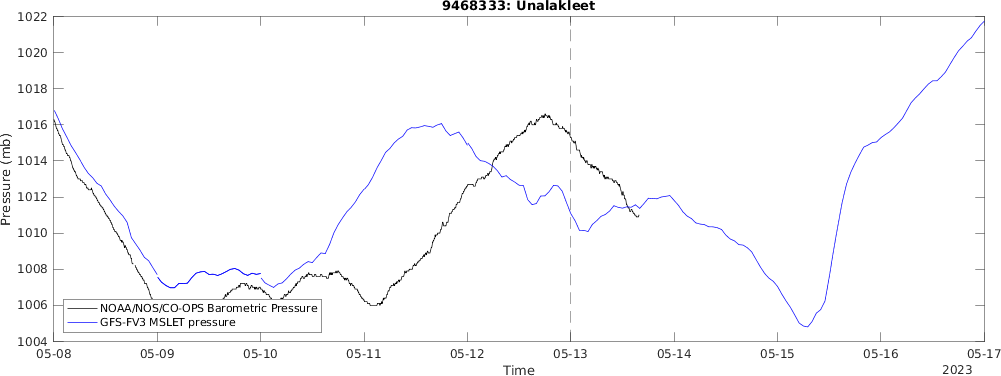 9468333: Unalakleet
Pressure (mb)
1022
1020
1018
1016
1014
1012
1010
1008
1006
1004
NOAA/NOS/CO-OPS Barometric Pressure
GFS-FV3 MSLET pressure
05-08 05-09 05-10 05-11 05-12 05-13 05-14 05-15 05-16 05-17
Time
2023